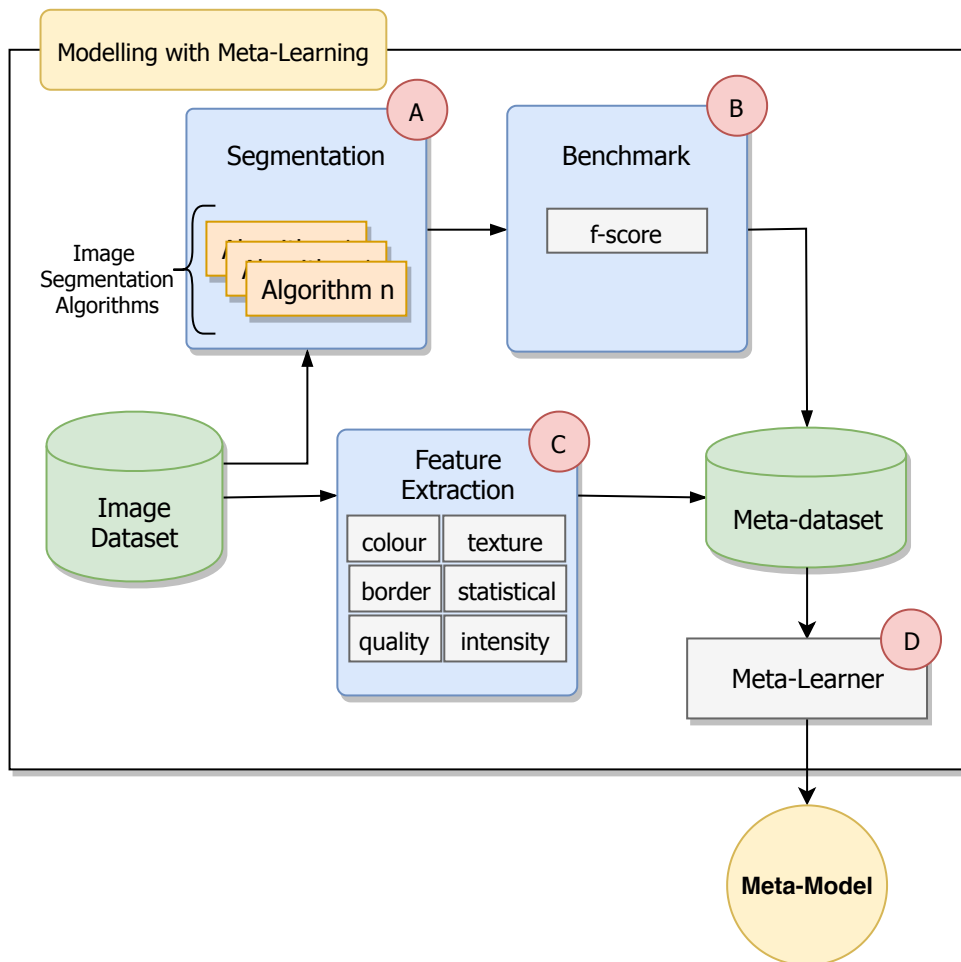 Modelling with Meta-Learning
A
B
Segmentation
Benchmark
f-score
Image
Segmentation
Algorithms
Algorithm n
C
Feature
Extraction
Image
Dataset
colour
texture
border
statistical
quality
intensity
Meta-dataset
D
Meta-Learner
Meta-Model